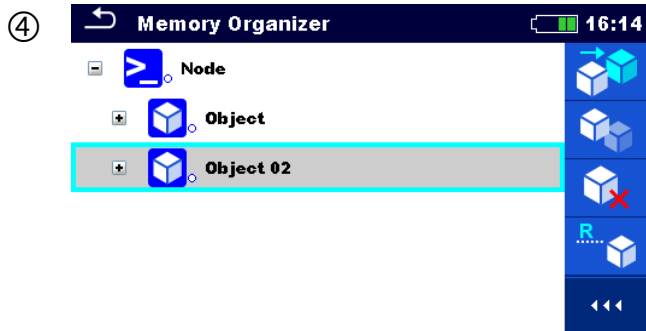 ④
Memory Organizer 16:14
>_ Node
Object
Object 02
R...